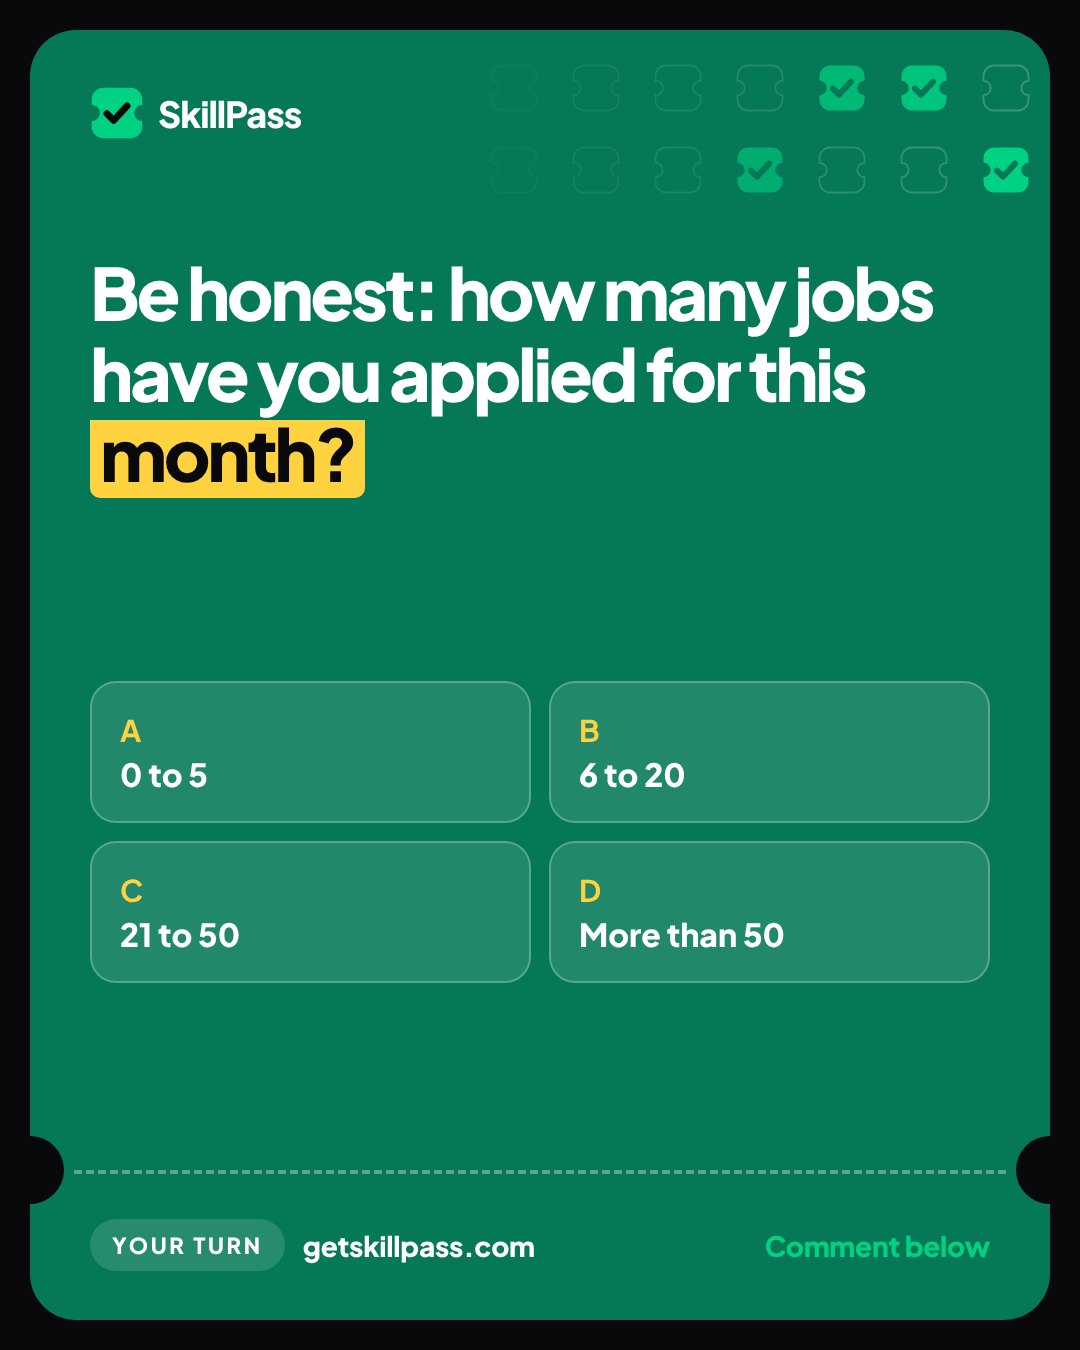 SkillPass
Be honest: how many jobs
have you applied for this
month?
A
0 to 5
B
6 to 20
C
21 to 50
D
More than 50
YOUR TURN
getskillpass.com
Comment below